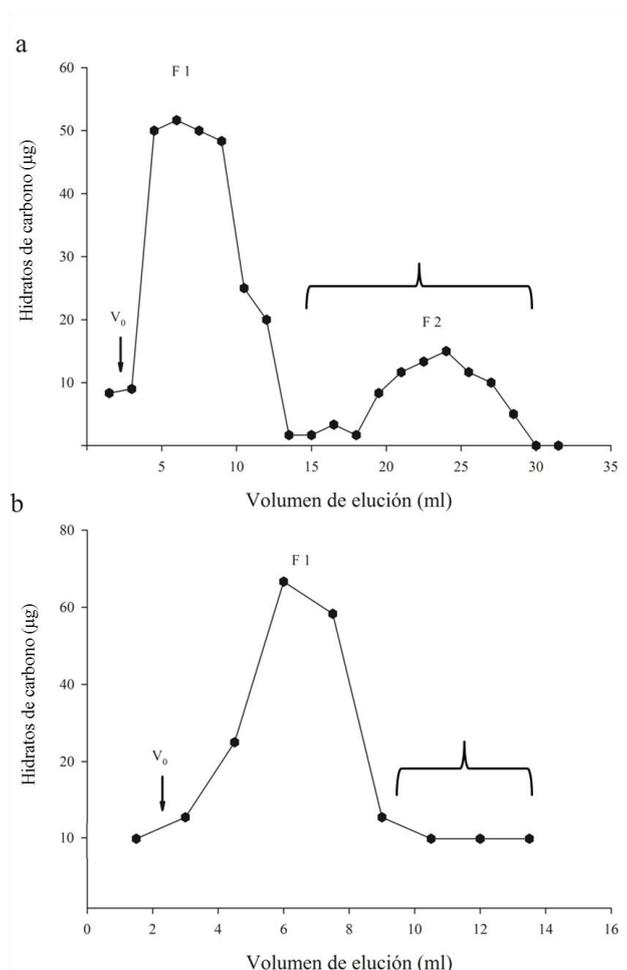 a
60
F 1
50
40
30
20
V₀
F 2
10
Hidratos de carbono (µg)
5 10 15 20 25 30 35
Volumen de elución (ml)
b
80
F 1
60
40
20
V₀
10
Hidratos de carbono (µg)
0 2 4 6 8 10 12 14 16
Volumen de elución (ml)